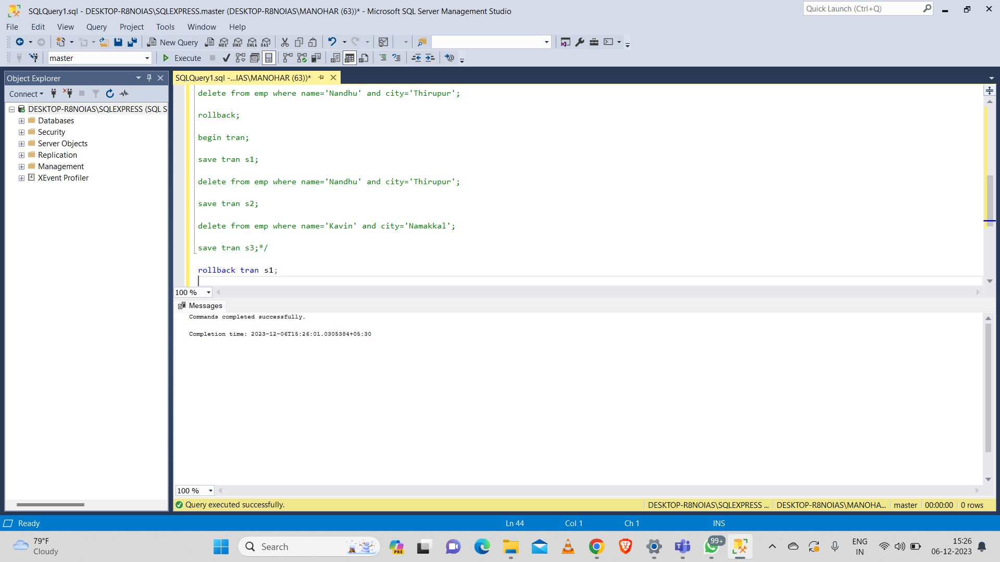 SQLQuery1.sql - DESKTOP-R8NOIAS\SQLEXPRESS.master (DESKTOP-R8NOIAS\MANOHAR (63))* - Microsoft SQL Server Management Studio
Quick Launch (Ctrl+Q)
File Edit View Query Project Tools Window Help
New Query MDX DMX XMLA DAX
master Execute
Object Explorer
SQLQuery1.sql -...IAS\MANOHAR (63))*
Connect
DESKTOP-R8NOIAS\SQLEXPRESS (SQL S
Databases
Security
Server Objects
Replication
Management
XEvent Profiler
delete from emp where name='Nandhu' and city='Thirupur';
rollback;
begin tran;
save tran s1;
delete from emp where name='Nandhu' and city='Thirupur';
save tran s2;
delete from emp where name='Kavin' and city='Namakkal';
save tran s3;*/
rollback tran s1;
100 %
Messages
Commands completed successfully.
Completion time: 2023-12-06T15:26:01.0305384+05:30
100 %
Query executed successfully.
DESKTOP-R8NOIAS\SQLEXPRESS ... DESKTOP-R8NOIAS\MANOHA... master 00:00:00 0 rows
Ready Ln 44 Col 1 Ch 1 INS
79°F
Cloudy
Search
PRE
99+
ENG
IN
15:26
06-12-2023